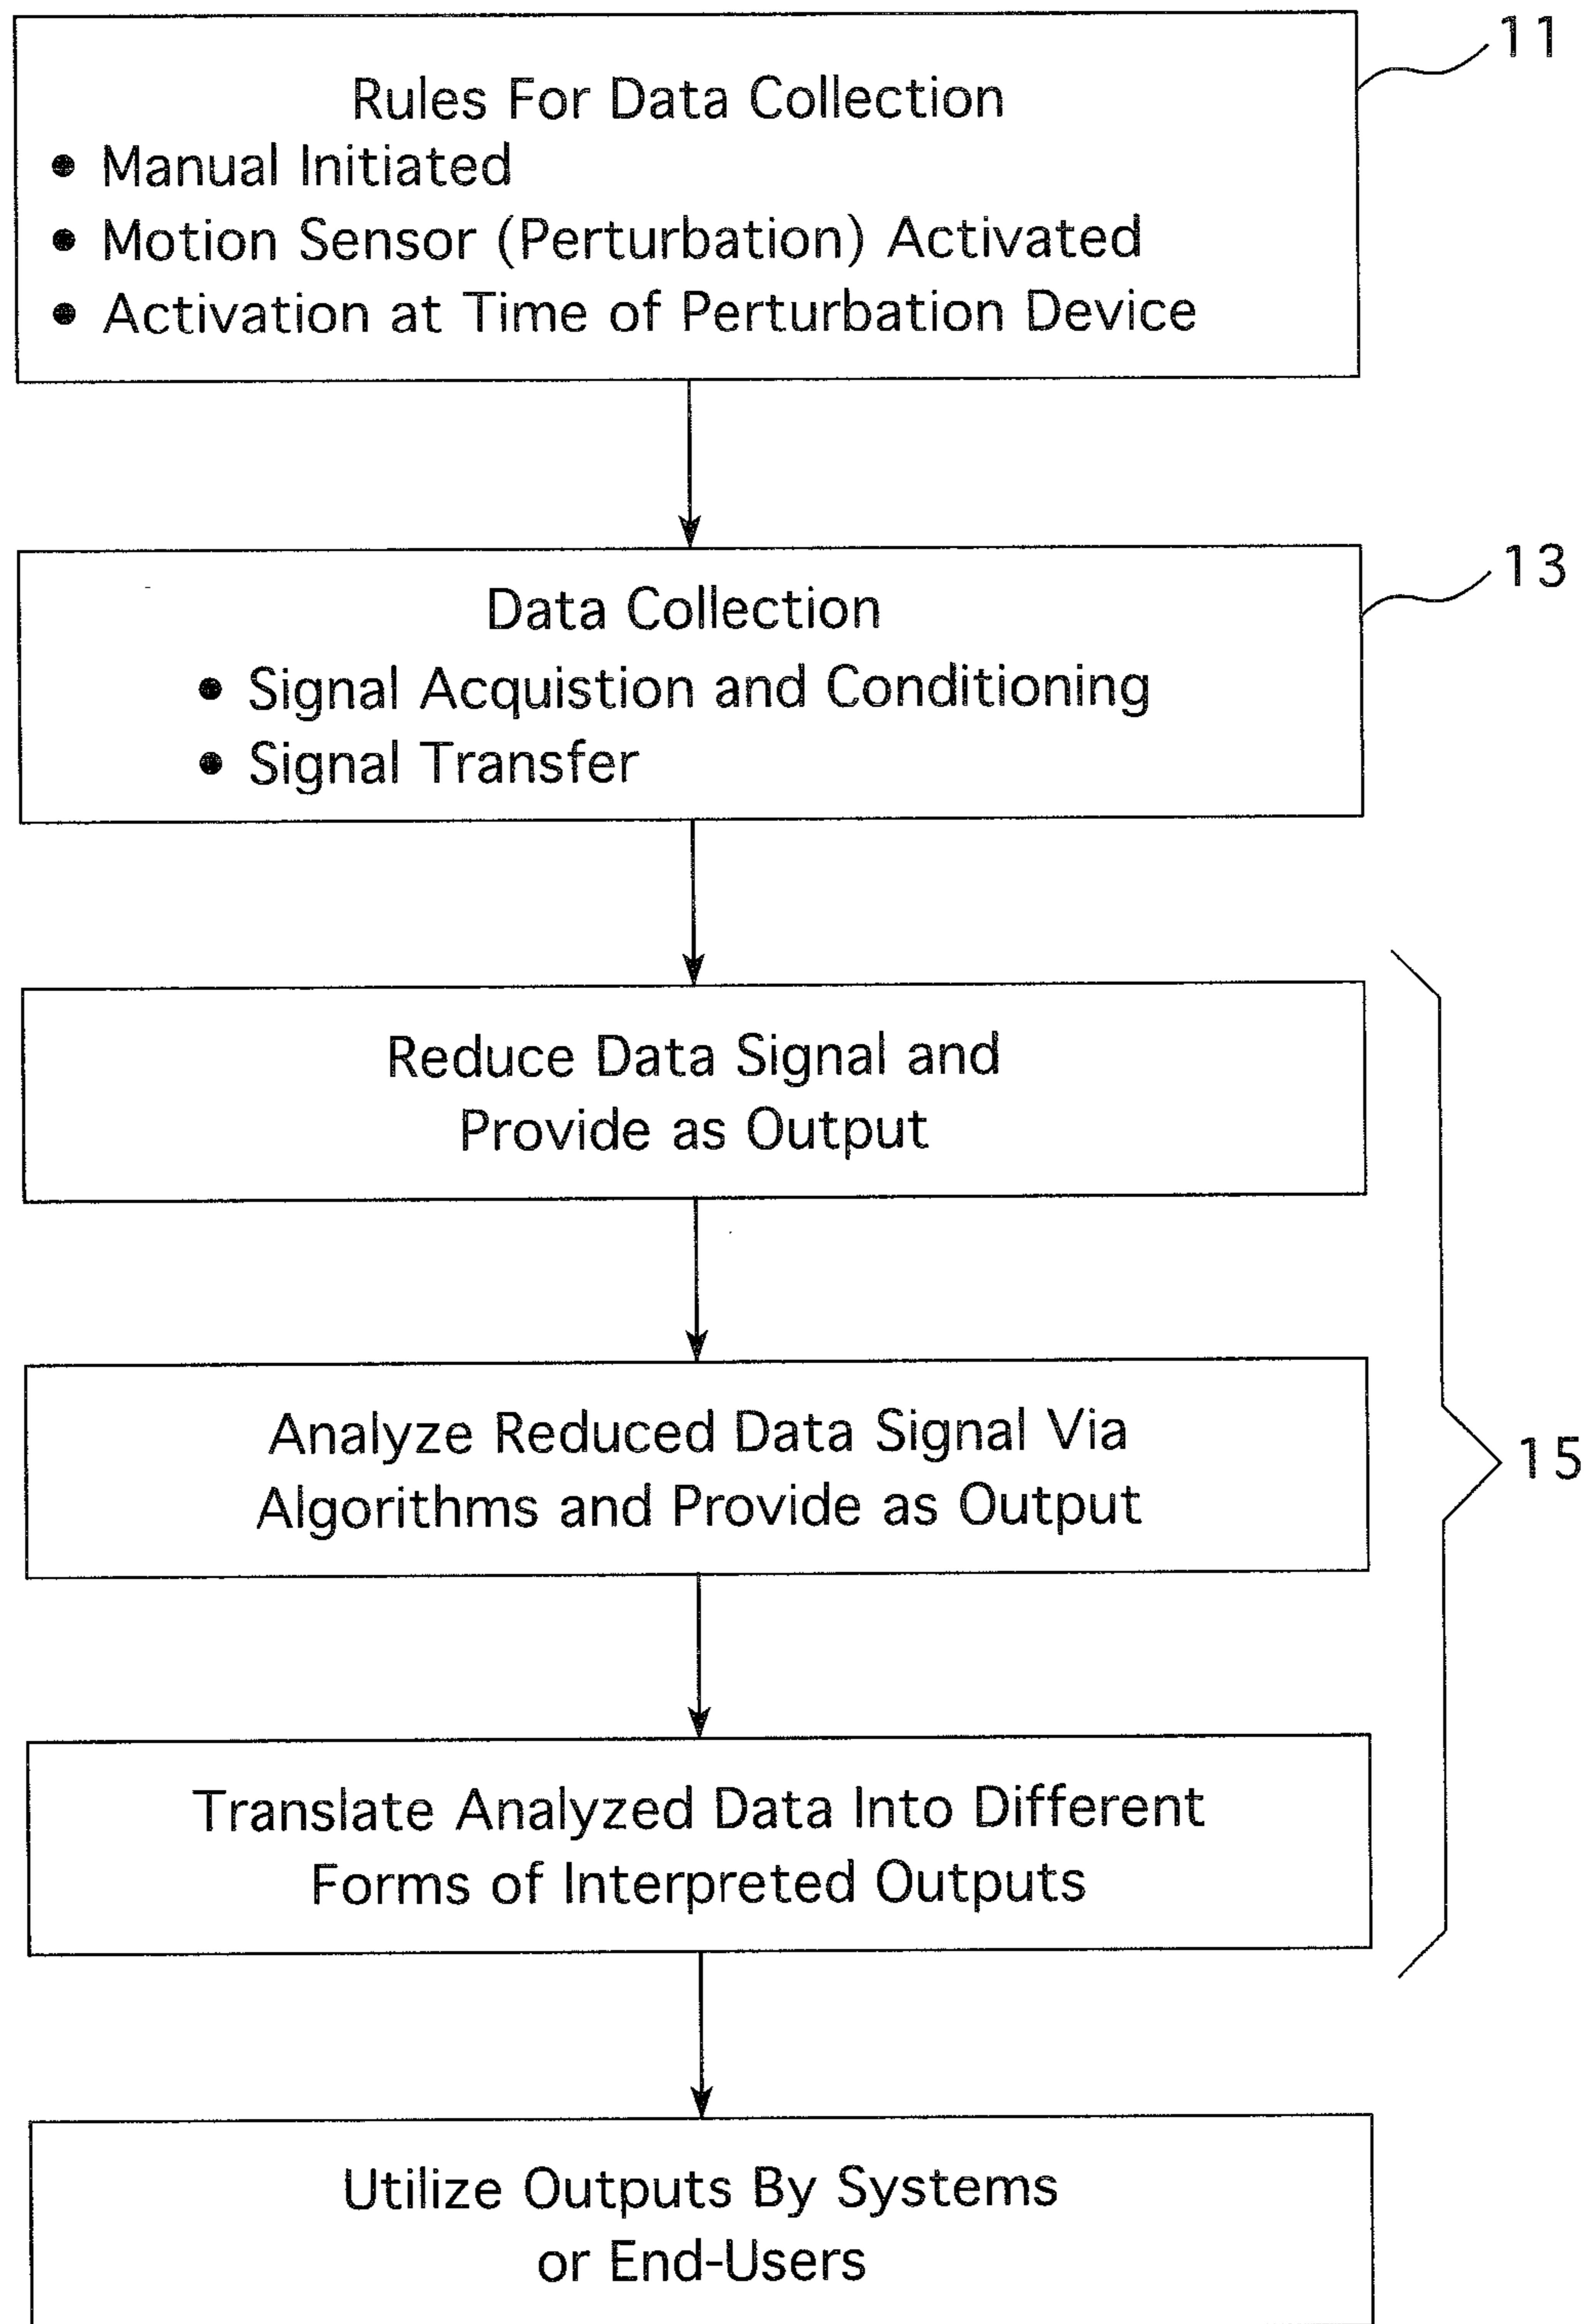 11
Rules For Data Collection
• Manual Initiated
• Motion Sensor (Perturbation) Activated
• Activation at Time of Perturbation Device
13
Data Collection
• Signal Acquistion and Conditioning
• Signal Transfer
Reduce Data Signal and
Provide as Output
Analyze Reduced Data Signal Via
Algorithms and Provide as Output
15
Translate Analyzed Data Into Different
Forms of Interpreted Outputs
Utilize Outputs By Systems
or End-Users